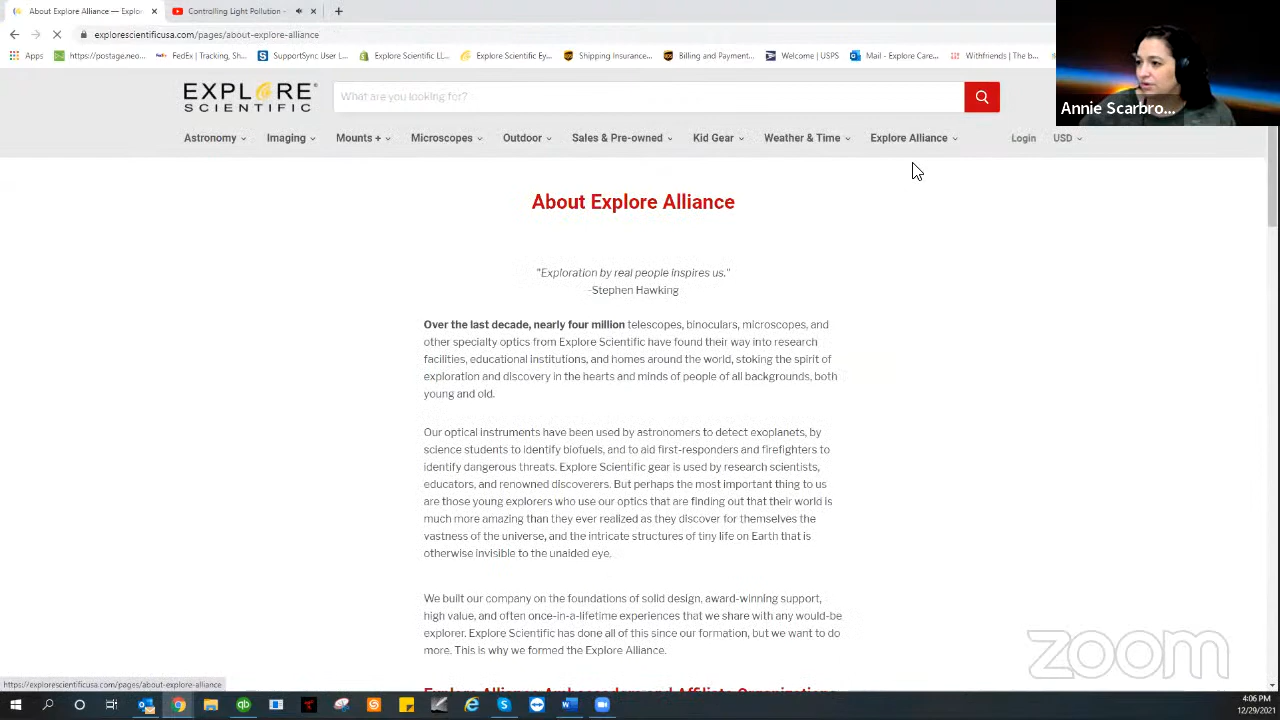 About Explore Alliance — Explo
Controlling Light Pollution -
explorescientificusa.com/pages/about-explore-alliance
Apps
https://postage.neo...
FedEx | Tracking, Sh...
SupportSync User L...
Explore Scientific LL...
Explore Scientific Ey...
Shipping Insurance...
Billing and Payment...
Welcome | USPS
Mail - Explore Care...
Withfriends | The b...
Annie Scarbro...
EXPLORE
SCIENTIFIC
What are you looking for?
Astronomy
Imaging
Mounts +
Microscopes
Outdoor
Sales & Pre-owned
Kid Gear
Weather & Time
Explore Alliance
Login
USD
About Explore Alliance
"Exploration by real people inspires us."
-Stephen Hawking
Over the last decade, nearly four million telescopes, binoculars, microscopes, and
other specialty optics from Explore Scientific have found their way into research
facilities, educational institutions, and homes around the world, stoking the spirit of
exploration and discovery in the hearts and minds of people of all backgrounds, both
young and old.
Our optical instruments have been used by astronomers to detect exoplanets, by
science students to identify biofuels, and to aid first-responders and firefighters to
identify dangerous threats. Explore Scientific gear is used by research scientists,
educators, and renowned discoverers. But perhaps the most important thing to us
are those young explorers who use our optics that are finding out that their world is
much more amazing than they ever realized as they discover for themselves the
vastness of the universe, and the intricate structures of tiny life on Earth that is
otherwise invisible to the unaided eye.
We built our company on the foundations of solid design, award-winning support,
high value, and often once-in-a-lifetime experiences that we share with any would-be
explorer. Explore Scientific has done all of this since our formation, but we want to do
more. This is why we formed the Explore Alliance.
Explore Alliance Ambassadors and Affiliate Organizations
zoom
https://explorescientificusa.com/pages/about-explore-alliance
4:06 PM
12/29/2021